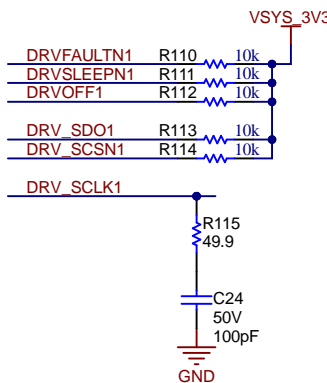 VSYS_3V3
DRVFAULTN1 R110 10k
DRVSLEEPN1 R111 10k
DRVOFF1 R112 10k
DRV_SDO1 R113 10k
DRV_SCSN1 R114 10k
DRV_SCLK1
R115
49.9
C24
50V
100pF
GND